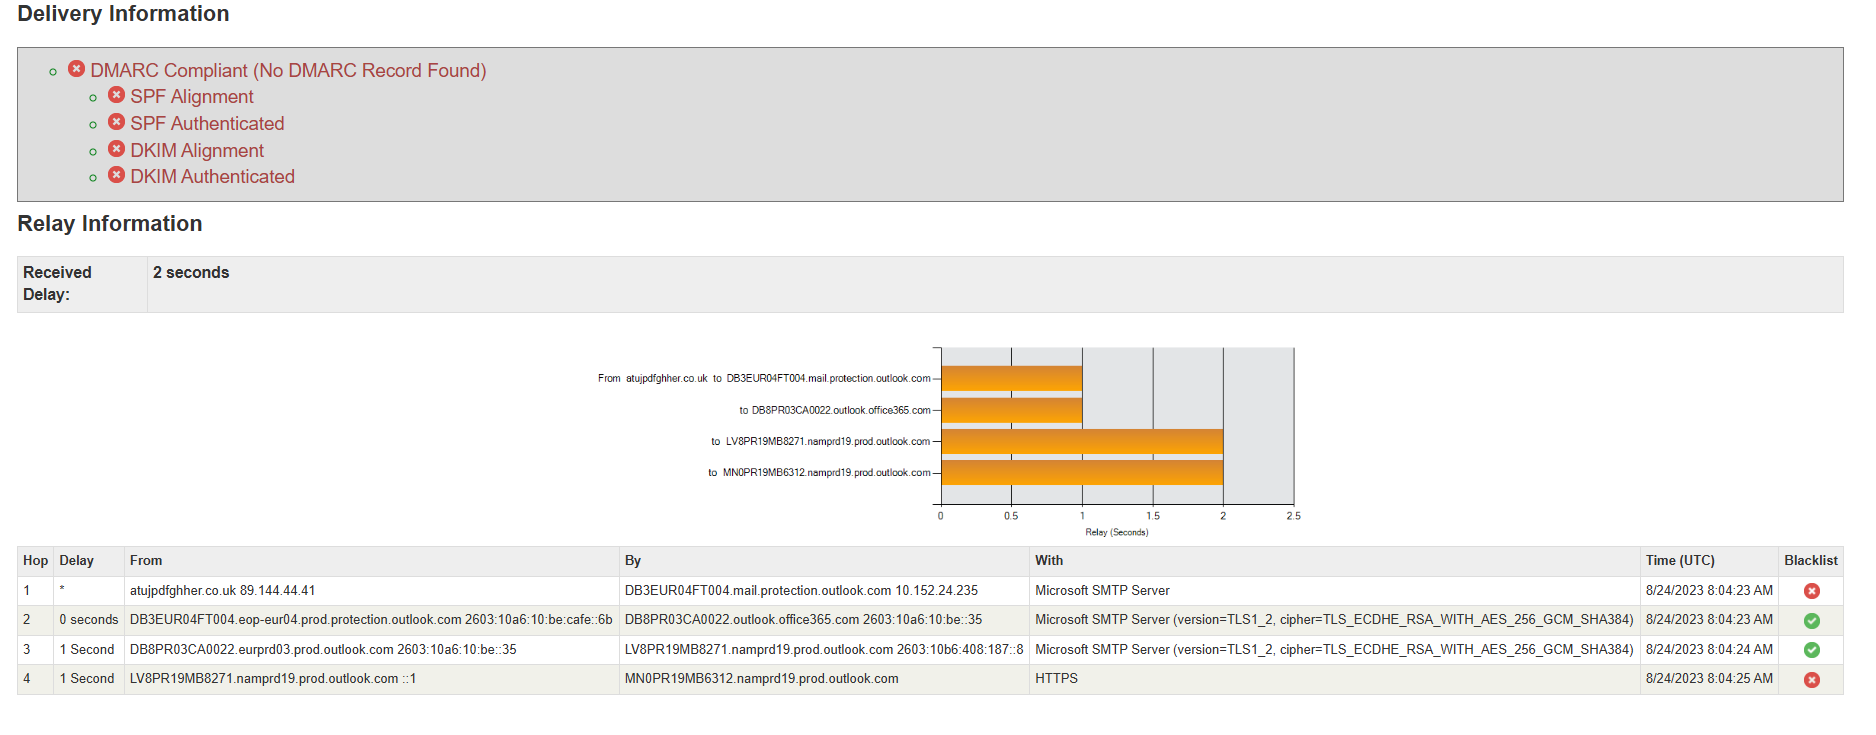 Delivery Information
DMARC Compliant (No DMARC Record Found)
SPF Alignment
SPF Authenticated
DKIM Alignment
DKIM Authenticated
Relay Information
Received Delay: 2 seconds
From atujpdfghher.co.uk to DB3EUR04FT004.mail.protection.outlook.com
to DB8PR03CA0022.outlook.office365.com
to LV8PR19MB8271.namprd19.prod.outlook.com
to MN0PR19MB6312.namprd19.prod.outlook.com
0 0.5 1 1.5 2 2.5
Relay (Seconds)
Hop Delay From By With Time (UTC) Blacklist
1 * atujpdfghher.co.uk 89.144.44.41 DB3EUR04FT004.mail.protection.outlook.com 10.152.24.235 Microsoft SMTP Server 8/24/2023 8:04:23 AM
2 0 seconds DB3EUR04FT004.eop-eur04.prod.protection.outlook.com 2603:10a6:10:be:cafe::6b DB8PR03CA0022.outlook.office365.com 2603:10a6:10:be::35 Microsoft SMTP Server (version=TLS1_2, cipher=TLS_ECDHE_RSA_WITH_AES_256_GCM_SHA384) 8/24/2023 8:04:23 AM
3 1 Second DB8PR03CA0022.eurprd03.prod.outlook.com 2603:10a6:10:be::35 LV8PR19MB8271.namprd19.prod.outlook.com 2603:10b6:408:187::8 Microsoft SMTP Server (version=TLS1_2, cipher=TLS_ECDHE_RSA_WITH_AES_256_GCM_SHA384) 8/24/2023 8:04:24 AM
4 1 Second LV8PR19MB8271.namprd19.prod.outlook.com ::1 MN0PR19MB6312.namprd19.prod.outlook.com HTTPS 8/24/2023 8:04:25 AM